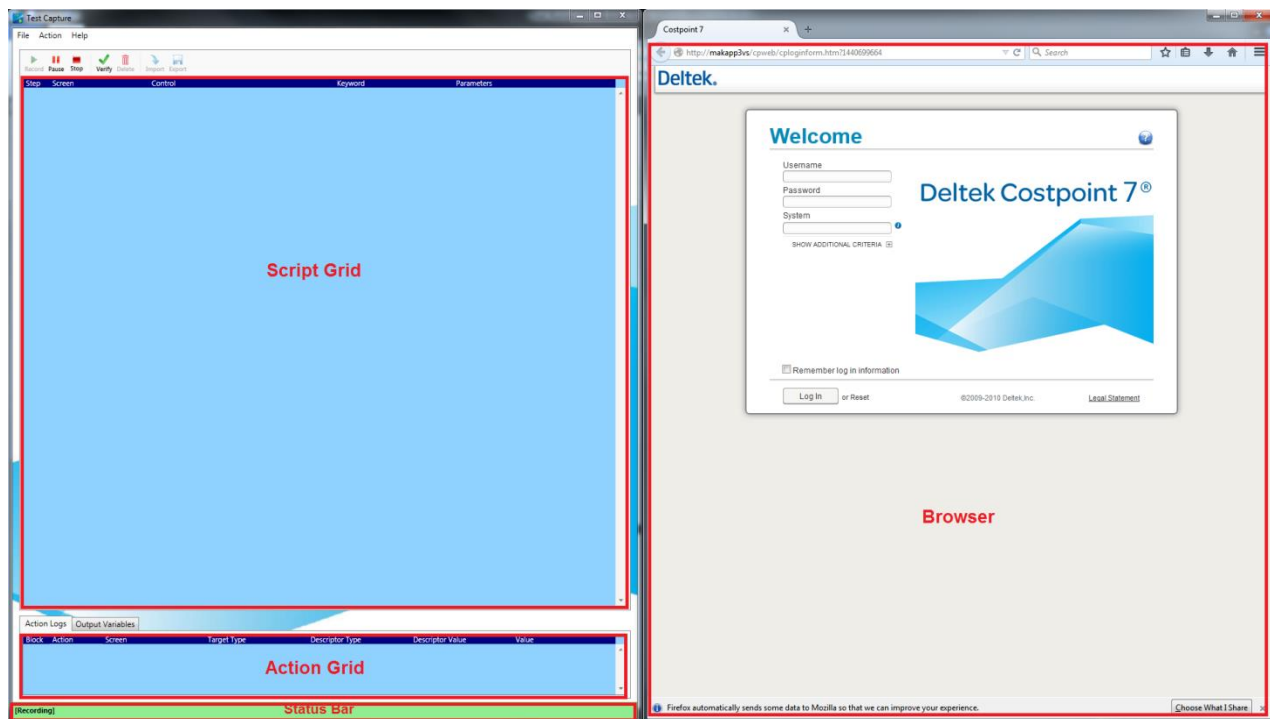 Test Capture
File Action Help
Record Pause Stop Verify Delete Import Export
Step Screen Control Keyword Parameters
Script Grid
Action Logs Output Variables
Block Action Screen Target Type Descriptor Type Descriptor Value Value
Action Grid
[Recording] Status Bar
Costpoint 7
http://makapp3vs/cpweb/cploginform.htm?1440699664 Search
Deltek.
Welcome
Username
Password
System
SHOW ADDITIONAL CRITERIA
Deltek Costpoint 7®
Remember log in information
Log In or Reset ©2009-2010 Deltek,Inc. Legal Statement
Browser
Firefox automatically sends some data to Mozilla so that we can improve your experience. Choose What I Share